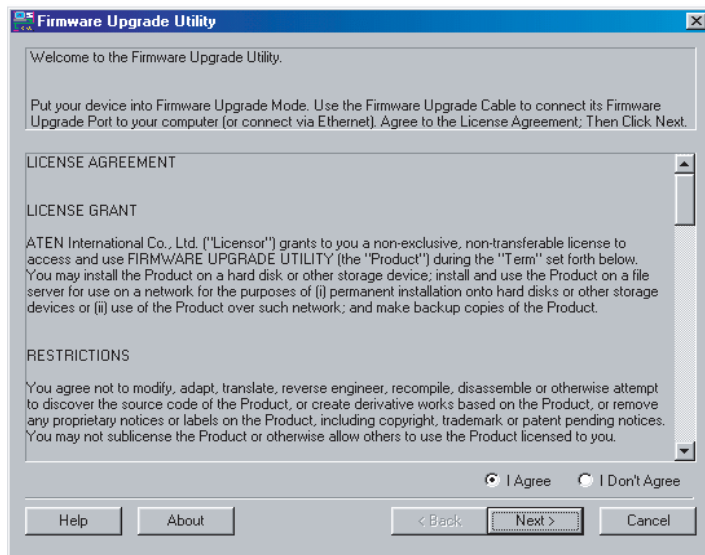 Firmware Upgrade Utility
Welcome to the Firmware Upgrade Utility.
Put your device into Firmware Upgrade Mode. Use the Firmware Upgrade Cable to connect its Firmware
Upgrade Port to your computer (or connect via Ethernet). Agree to the License Agreement; Then Click Next.
LICENSE AGREEMENT
LICENSE GRANT
ATEN International Co., Ltd. ("Licensor") grants to you a non-exclusive, non-transferable license to
access and use FIRMWARE UPGRADE UTILITY (the "Product") during the "Term" set forth below.
You may install the Product on a hard disk or other storage device; install and use the Product on a file
server for use on a network for the purposes of (i) permanent installation onto hard disks or other storage
devices or (ii) use of the Product over such network; and make backup copies of the Product.
RESTRICTIONS
You agree not to modify, adapt, translate, reverse engineer, recompile, disassemble or otherwise attempt
to discover the source code of the Product, or create derivative works based on the Product, or remove
any proprietary notices or labels on the Product, including copyright, trademark or patent pending notices.
You may not sublicense the Product or otherwise allow others to use the Product licensed to you.
I Agree I Don't Agree
Help About < Back Next > Cancel